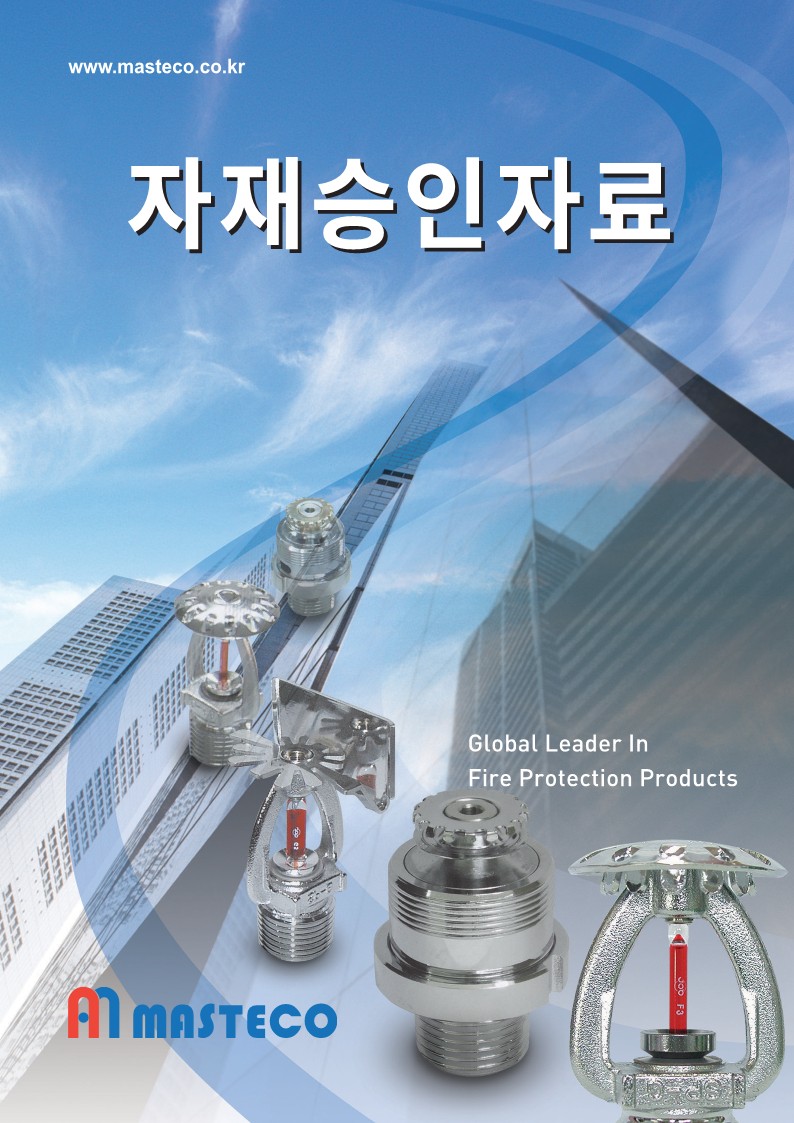 www.masteco.co.kr
자재승인자료
Global Leader In
Fire Protection Products
MASTECO